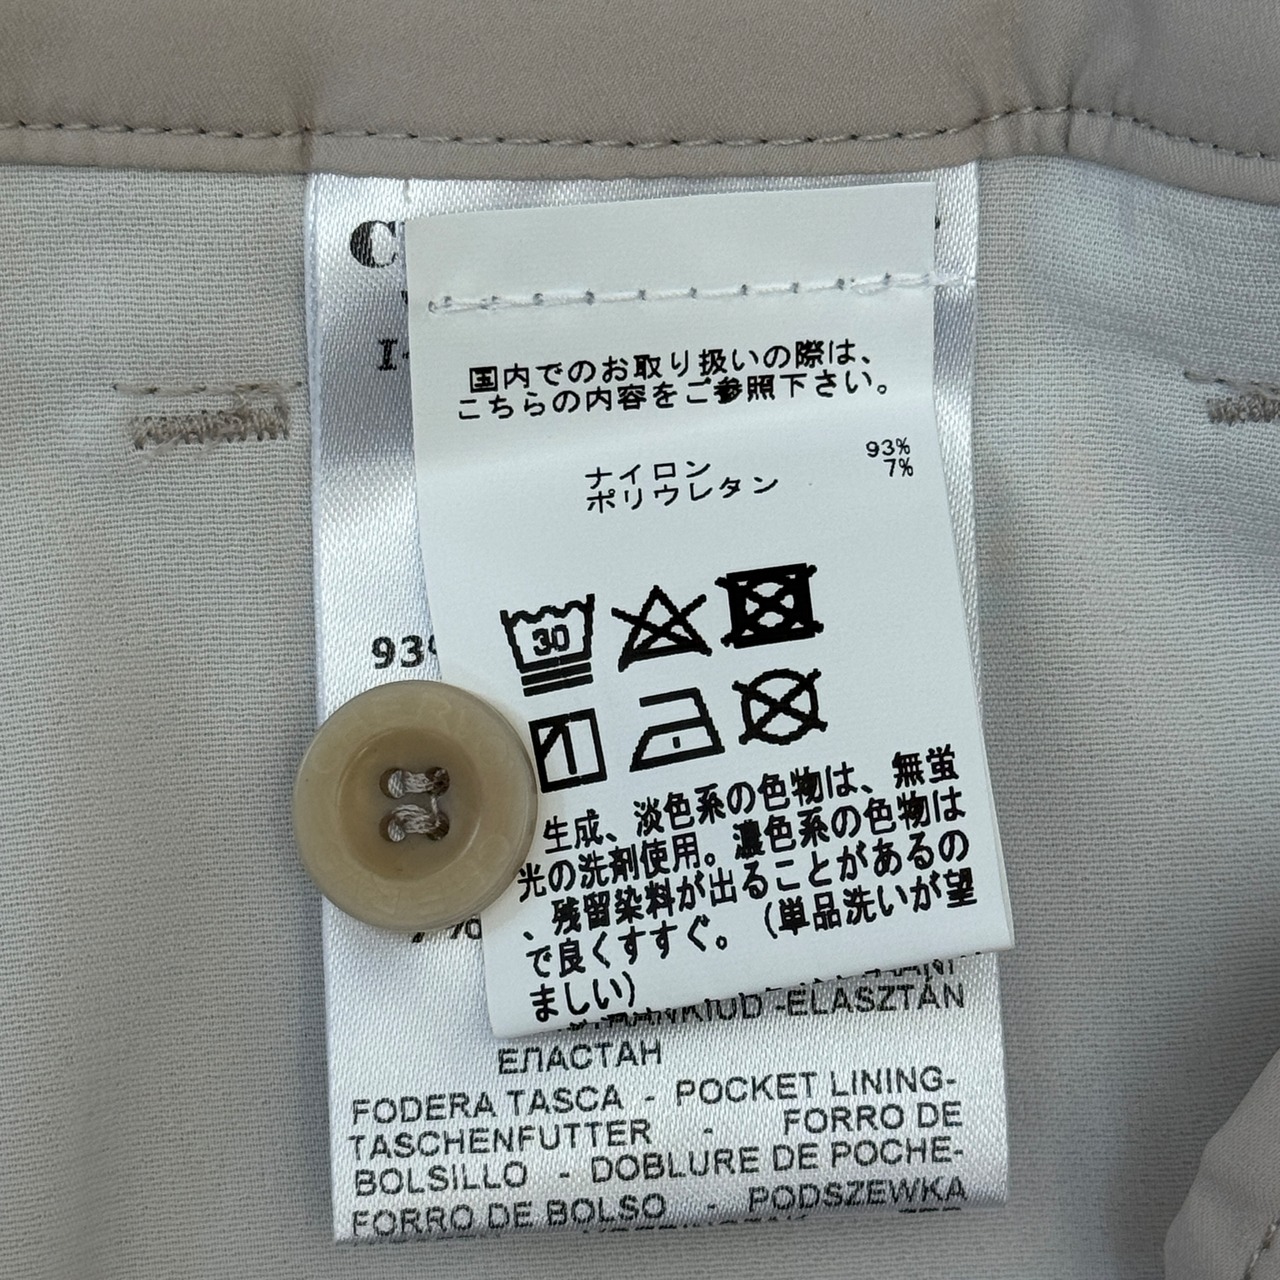 国内でのお取り扱いの際は、
こちらの内容をご参照下さい。
ナイロン 93%
ポリウレタン 7%
30
生成、淡色系の色物は、無蛍
光の洗剤使用。濃色系の色物は
、残留染料が出ることがあるの
で良くすすぐ。(単品洗いが望
ましい)
-ELASZTÁN
ЕЛАСТАН
FODERA TASCA - POCKET LINING-
TASCHENFUTTER - FORRO DE
BOLSILLO - DOBLURE DE POCHE-
FORRO DE BOLSO - PODSZEWKA